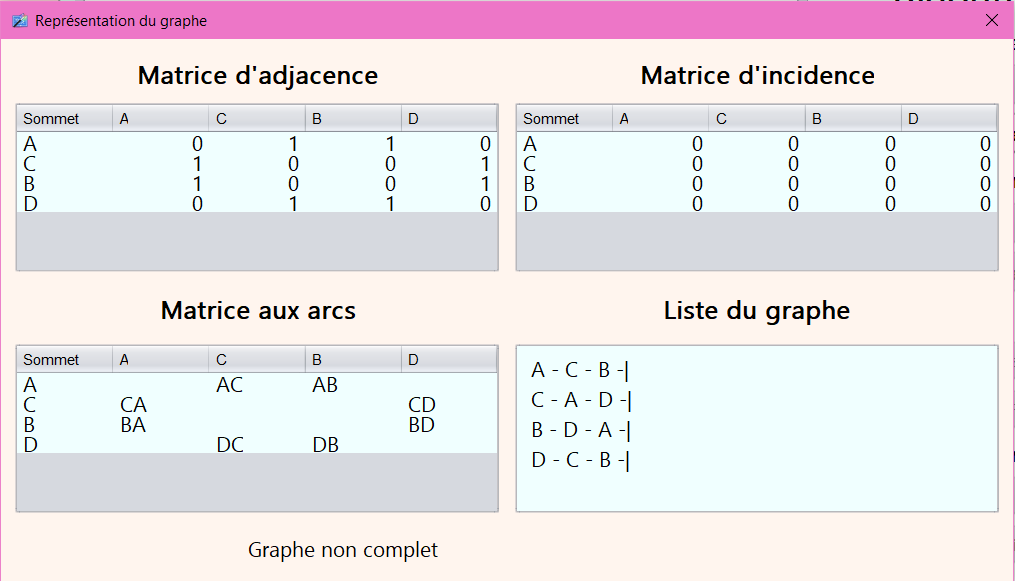 Représentation du graphe
Matrice d'adjacence
Sommet A C B D
A 0 1 1 0
C 1 0 0 1
B 1 0 0 1
D 0 1 1 0
Matrice d'incidence
Sommet A C B D
A 0 0 0 0
C 0 0 0 0
B 0 0 0 0
D 0 0 0 0
Matrice aux arcs
Sommet A C B D
A AC AB
C CA CD
B BA BD
D DC DB
Liste du graphe
A - C - B -|
C - A - D -|
B - D - A -|
D - C - B -|
Graphe non complet